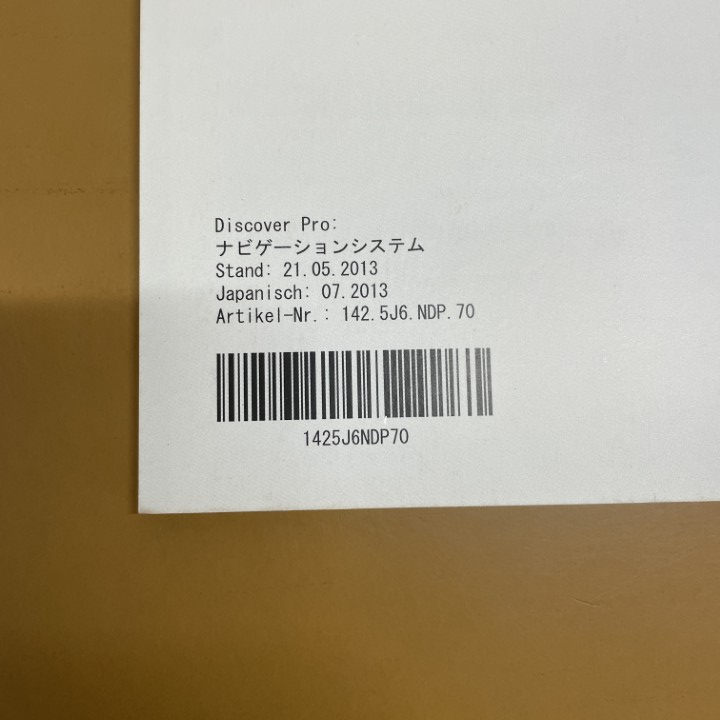 Discover Pro:
ナビゲーションシステム
Stand: 21.05.2013
Japanisch: 07.2013
Artikel-Nr.: 142.5J6.NDP.70
1425J6NDP70